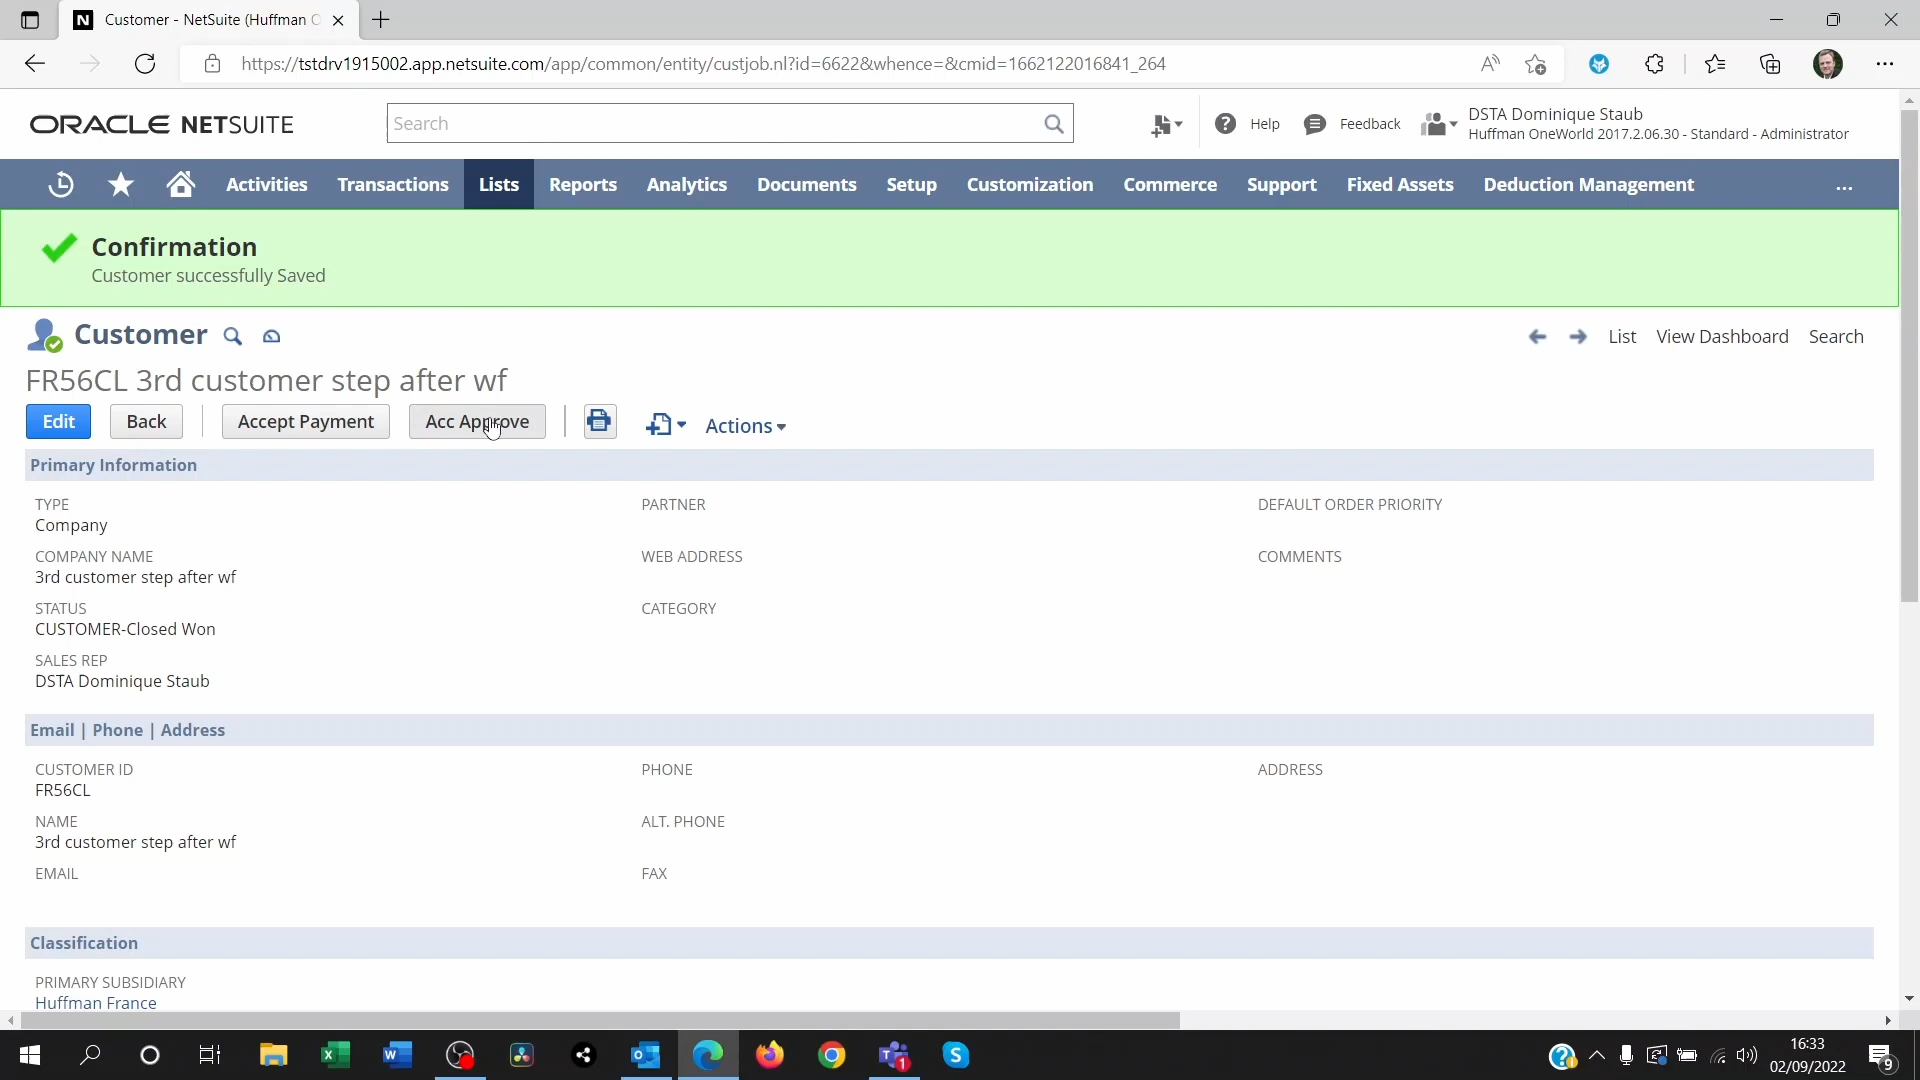 Customer - NetSuite (Huffman O
https://tstdrv1915002.app.netsuite.com/app/common/entity/custjob.nl?id=6622&whence=&cmid=1662122016841_264
ORACLE NETSUITE
Search
Help
Feedback
DSTA Dominique Staub
Huffman OneWorld 2017.2.06.30 - Standard - Administrator
Activities Transactions Lists Reports Analytics Documents Setup Customization Commerce Support Fixed Assets Deduction Management ...
Confirmation
Customer successfully Saved
Customer
List View Dashboard Search
FR56CL 3rd customer step after wf
Edit Back Accept Payment Acc Approve Actions
Primary Information
TYPE
Company
COMPANY NAME
3rd customer step after wf
STATUS
CUSTOMER-Closed Won
SALES REP
DSTA Dominique Staub
PARTNER
WEB ADDRESS
CATEGORY
DEFAULT ORDER PRIORITY
COMMENTS
Email | Phone | Address
CUSTOMER ID
FR56CL
NAME
3rd customer step after wf
EMAIL
PHONE
ALT. PHONE
FAX
ADDRESS
Classification
PRIMARY SUBSIDIARY
Huffman France
16:33
02/09/2022
1
9